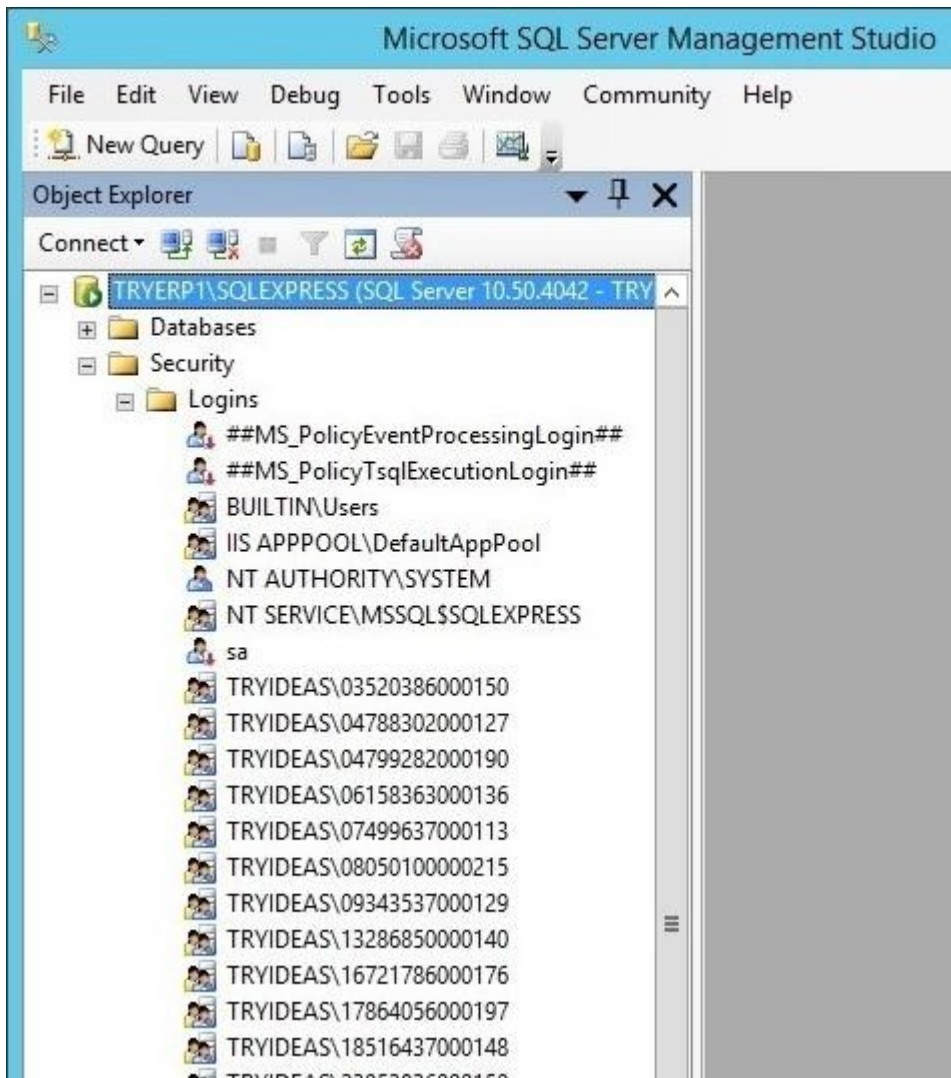 Microsoft SQL Server Management Studio
File Edit View Debug Tools Window Community Help
New Query
Object Explorer
Connect
TRYERP1\SQLEXPRESS (SQL Server 10.50.4042 - TRY
Databases
Security
Logins
##MS_PolicyEventProcessingLogin##
##MS_PolicyTsqlExecutionLogin##
BUILTIN\Users
IIS APPPOOL\DefaultAppPool
NT AUTHORITY\SYSTEM
NT SERVICE\MSSQL$SQLEXPRESS
sa
TRYIDEAS\03520386000150
TRYIDEAS\04788302000127
TRYIDEAS\04799282000190
TRYIDEAS\06158363000136
TRYIDEAS\07499637000113
TRYIDEAS\08050100000215
TRYIDEAS\09343537000129
TRYIDEAS\13286850000140
TRYIDEAS\16721786000176
TRYIDEAS\17864056000197
TRYIDEAS\18516437000148